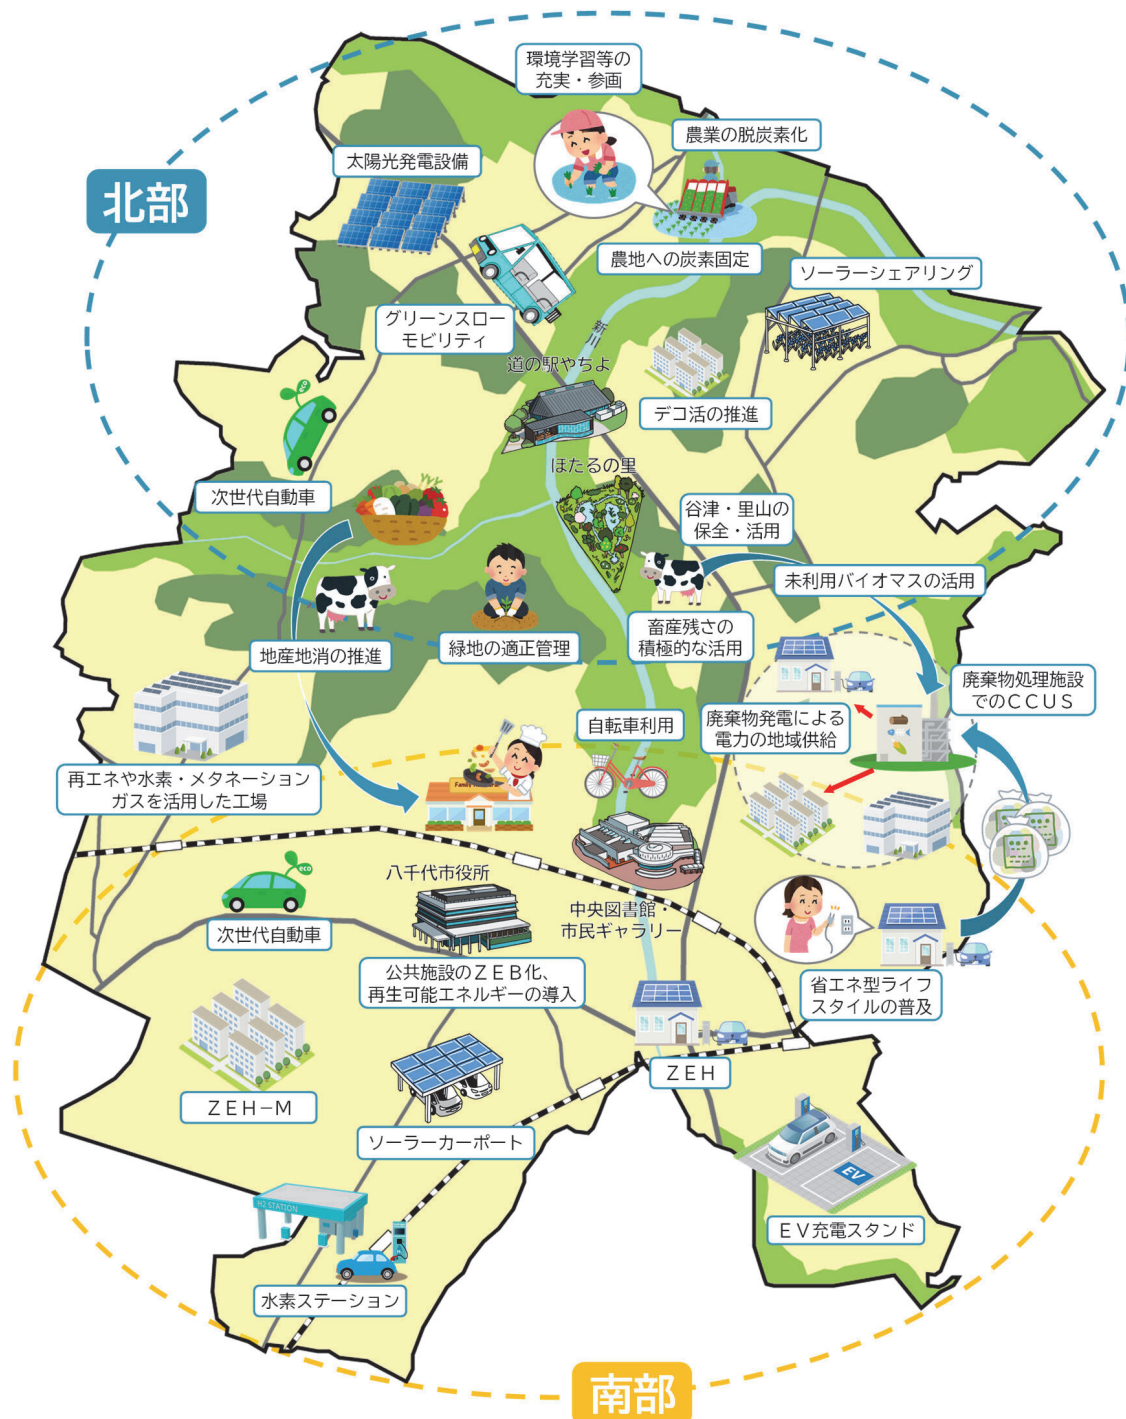 環境学習等の
充実・参画
農業の脱炭素化
太陽光発電設備
北部
農地への炭素固定
ソーラーシェアリング
グリーンスロー
モビリティ
新川
道の駅やちよ
デコ活の推進
eco
ほたるの里
次世代自動車
谷津・里山の
保全・活用
未利用バイオマスの活用
畜産残さの
積極的な活用
地産地消の推進
緑地の適正管理
廃棄物処理施設
でのCCUS
自転車利用
廃棄物発電による
電力の地域供給
再エネや水素・メタネーション
ガスを活用した工場
eco
八千代市役所
中央図書館・
市民ギャラリー
次世代自動車
公共施設のZEB化、
再生可能エネルギーの導入
省エネ型ライフ
スタイルの普及
ZEH
ZEH−M
ソーラーカーポート
EV
H2 STATION
EV充電スタンド
水素ステーション
南部